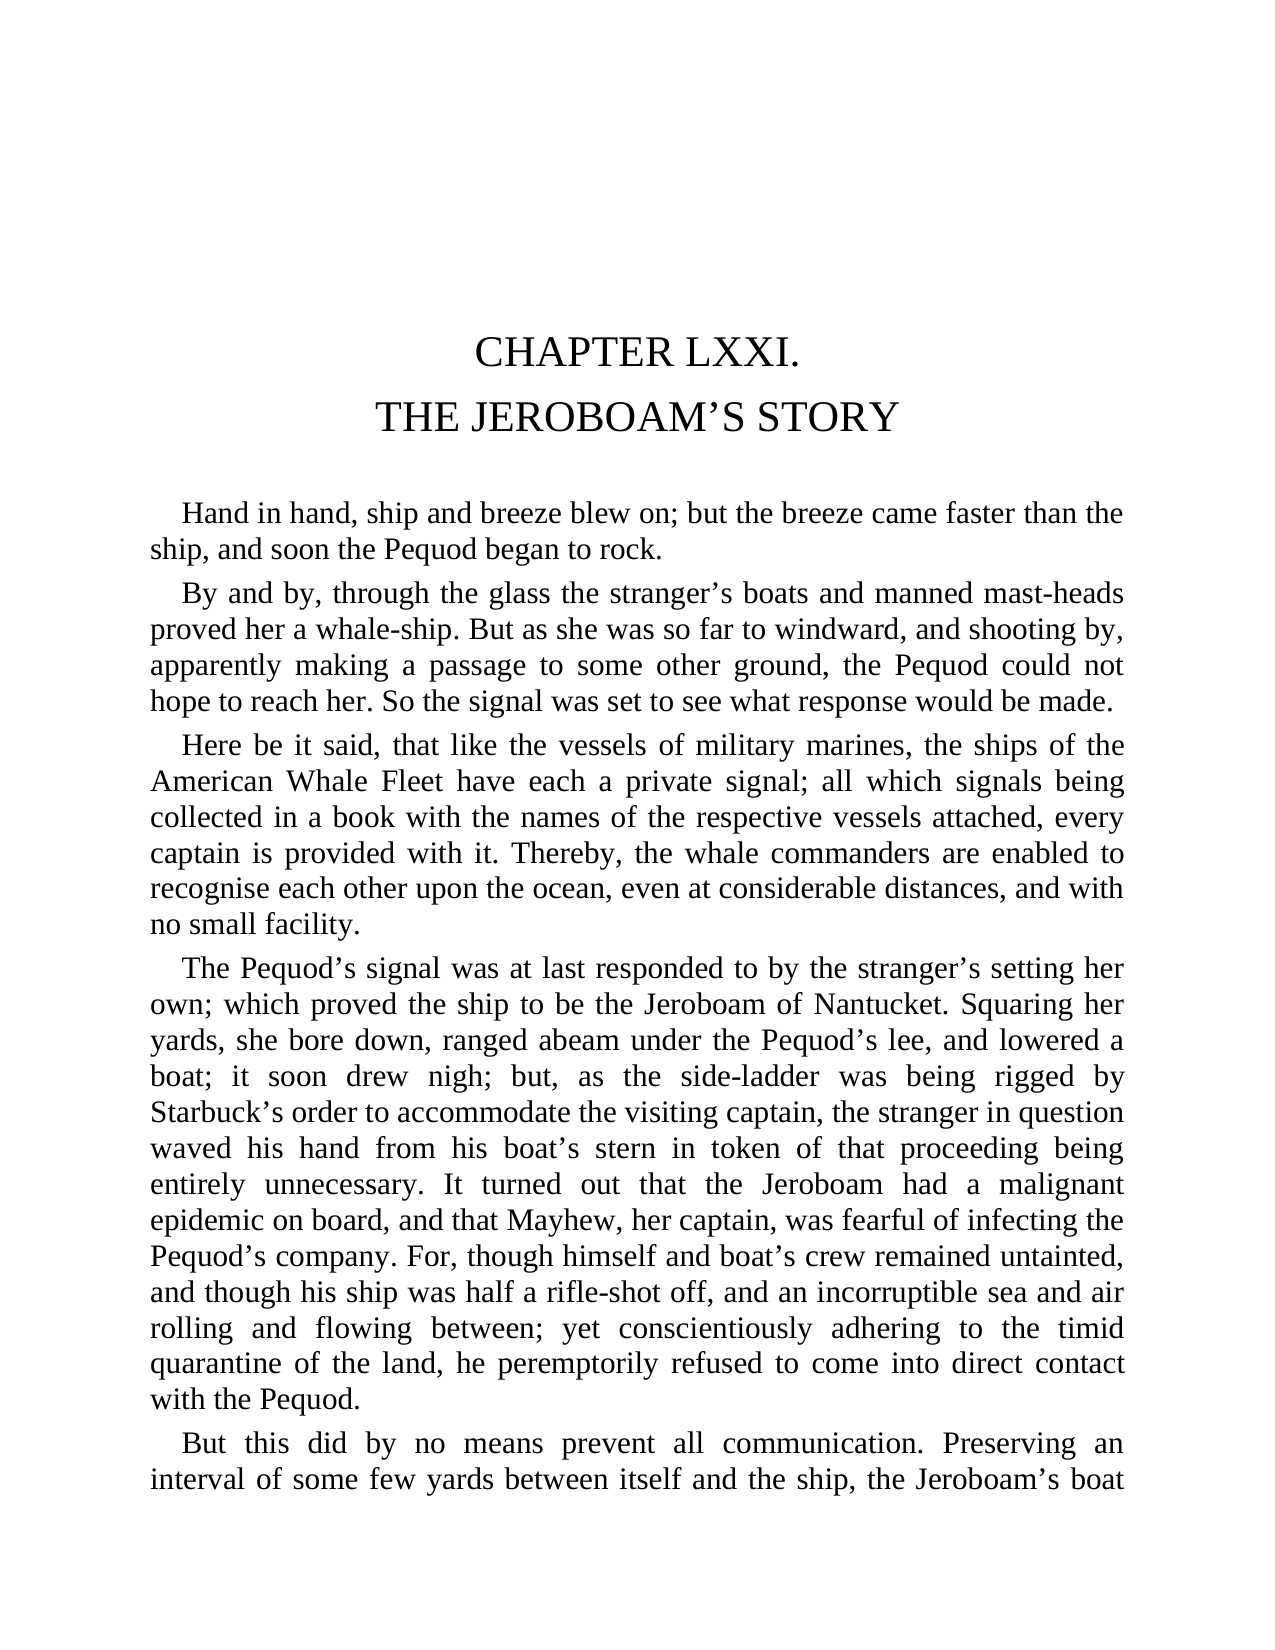 CHAPTER LXXI.
THE JEROBOAM’S STORY
Hand in hand, ship and breeze blew on; but the breeze came faster than the
ship, and soon the Pequod began to rock.
By and by, through the glass the stranger’s boats and manned mast-heads
proved her a whale-ship. But as she was so far to windward, and shooting by,
apparently making a passage to some other ground, the Pequod could not
hope to reach her. So the signal was set to see what response would be made.
Here be it said, that like the vessels of military marines, the ships of the
American Whale Fleet have each a private signal; all which signals being
collected in a book with the names of the respective vessels attached, every
captain is provided with it. Thereby, the whale commanders are enabled to
recognise each other upon the ocean, even at considerable distances, and with
no small facility.
The Pequod’s signal was at last responded to by the stranger’s setting her
own; which proved the ship to be the Jeroboam of Nantucket. Squaring her
yards, she bore down, ranged abeam under the Pequod’s lee, and lowered a
boat; it soon drew nigh; but, as the side-ladder was being rigged by
Starbuck’s order to accommodate the visiting captain, the stranger in question
waved his hand from his boat’s stern in token of that proceeding being
entirely unnecessary. It turned out that the Jeroboam had a malignant
epidemic on board, and that Mayhew, her captain, was fearful of infecting the
Pequod’s company. For, though himself and boat’s crew remained untainted,
and though his ship was half a rifle-shot off, and an incorruptible sea and air
rolling and flowing between; yet conscientiously adhering to the timid
quarantine of the land, he peremptorily refused to come into direct contact
with the Pequod.
But this did by no means prevent all communication. Preserving an
interval of some few yards between itself and the ship, the Jeroboam’s boat